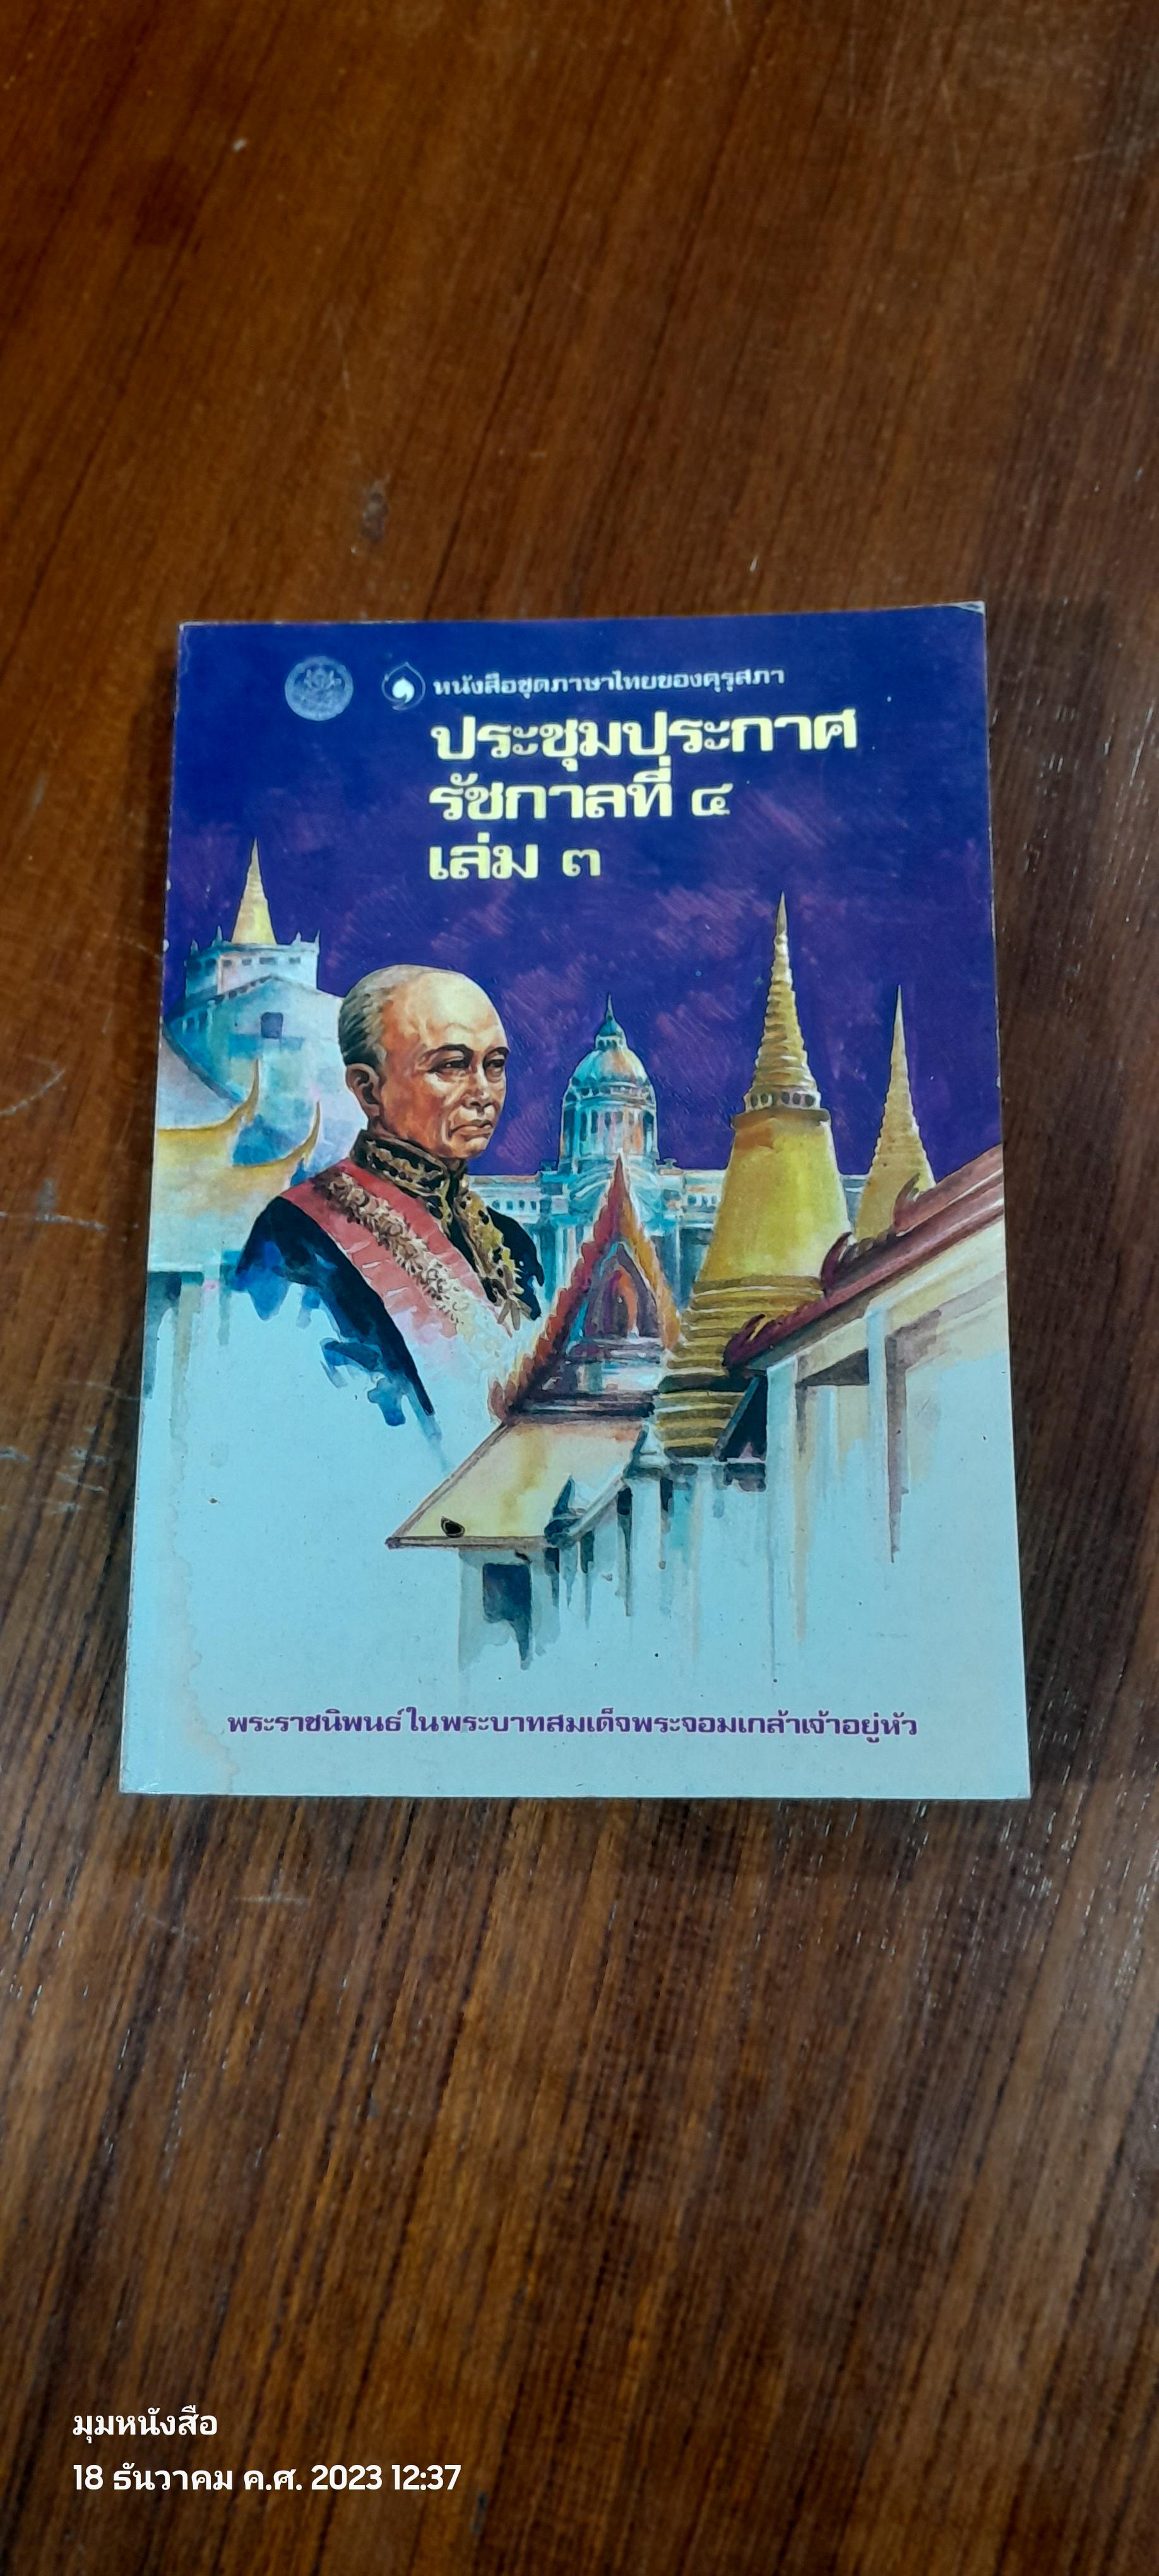 หนังสือชุดภาษาไทยของคุรุสภา
ประชุมประกาศ
รัชกาลที่ ๔
เล่ม ๓
พระราชนิพนธ์ในพระบาทสมเด็จพระจอมเกล้าเจ้าอยู่หัว
มุมหนังสือ
18 ธันวาคม ค.ศ. 2023 12:37